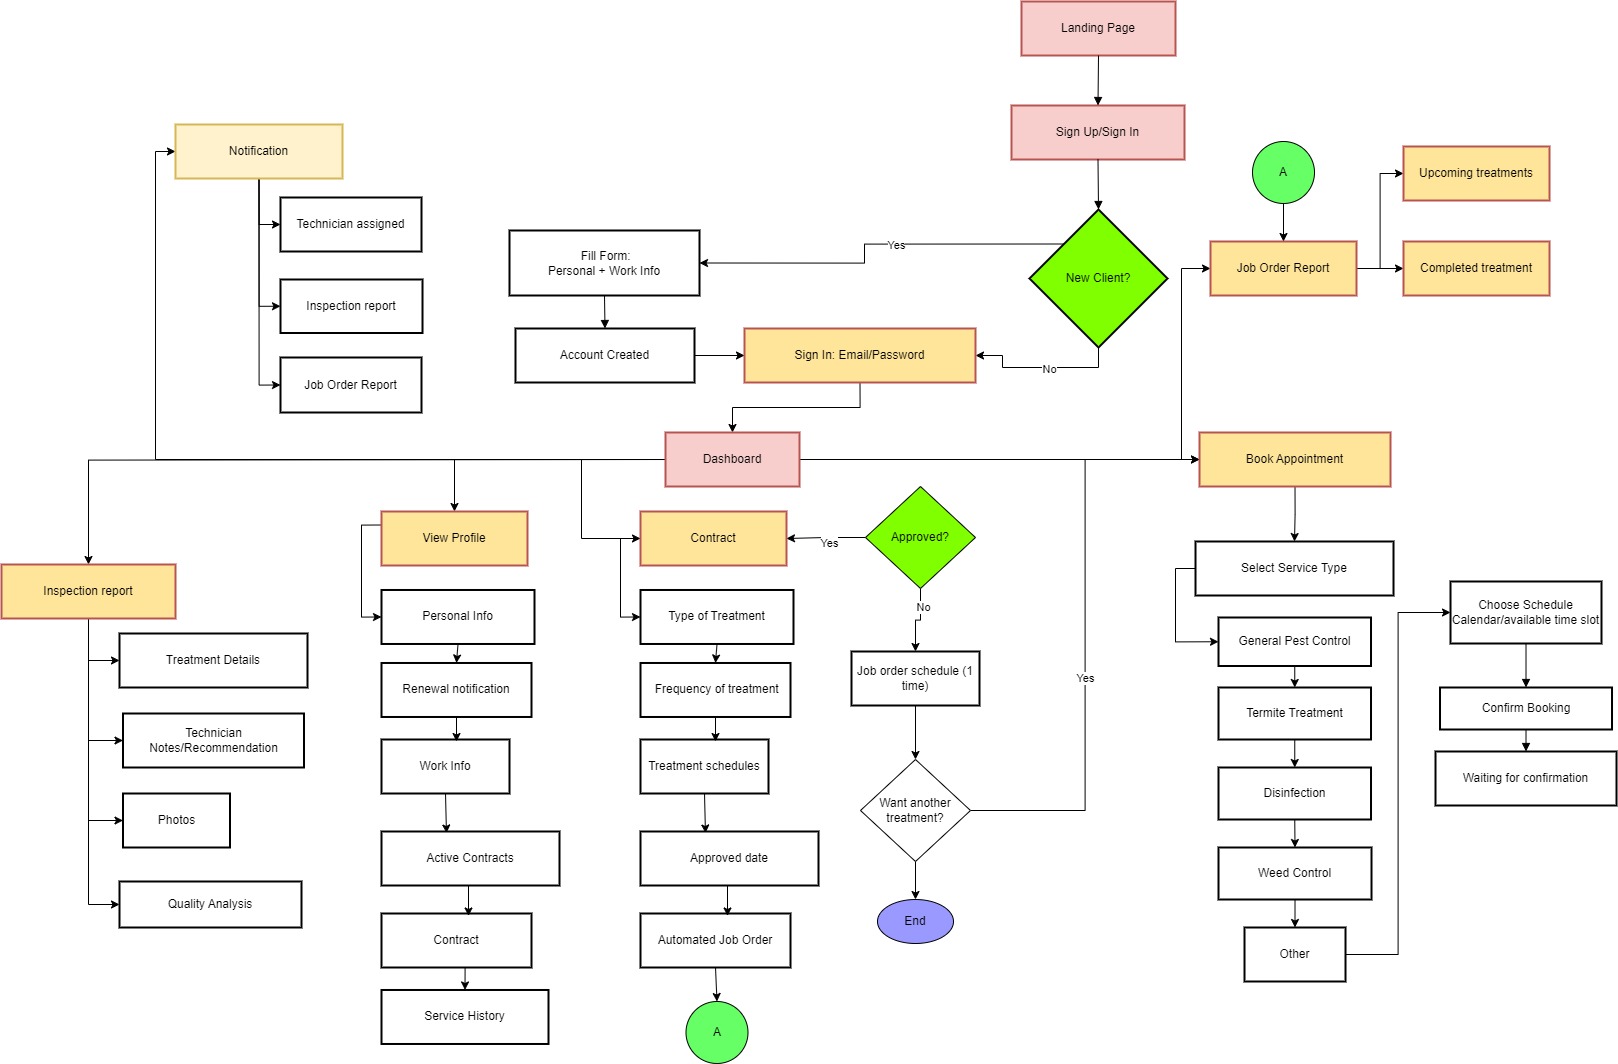 Landing Page
Sign Up/Sign In
New Client?
Yes
Fill Form:
Personal + Work Info
Account Created
No
Sign In: Email/Password
Dashboard
Notification
Technician assigned
Inspection report
Job Order Report
A
Job Order Report
Upcoming treatments
Completed treatment
Inspection report
Treatment Details
Technician
Notes/Recommendation
Photos
Quality Analysis
View Profile
Personal Info
Renewal notification
Work Info
Active Contracts
Contract
Service History
Contract
Type of Treatment
Frequency of treatment
Treatment schedules
Approved date
Automated Job Order
A
Approved?
Yes
No
Job order schedule (1
time)
Want another
treatment?
Yes
End
Book Appointment
Select Service Type
General Pest Control
Termite Treatment
Disinfection
Weed Control
Other
Choose Schedule
Calendar/available time slot
Confirm Booking
Waiting for confirmation